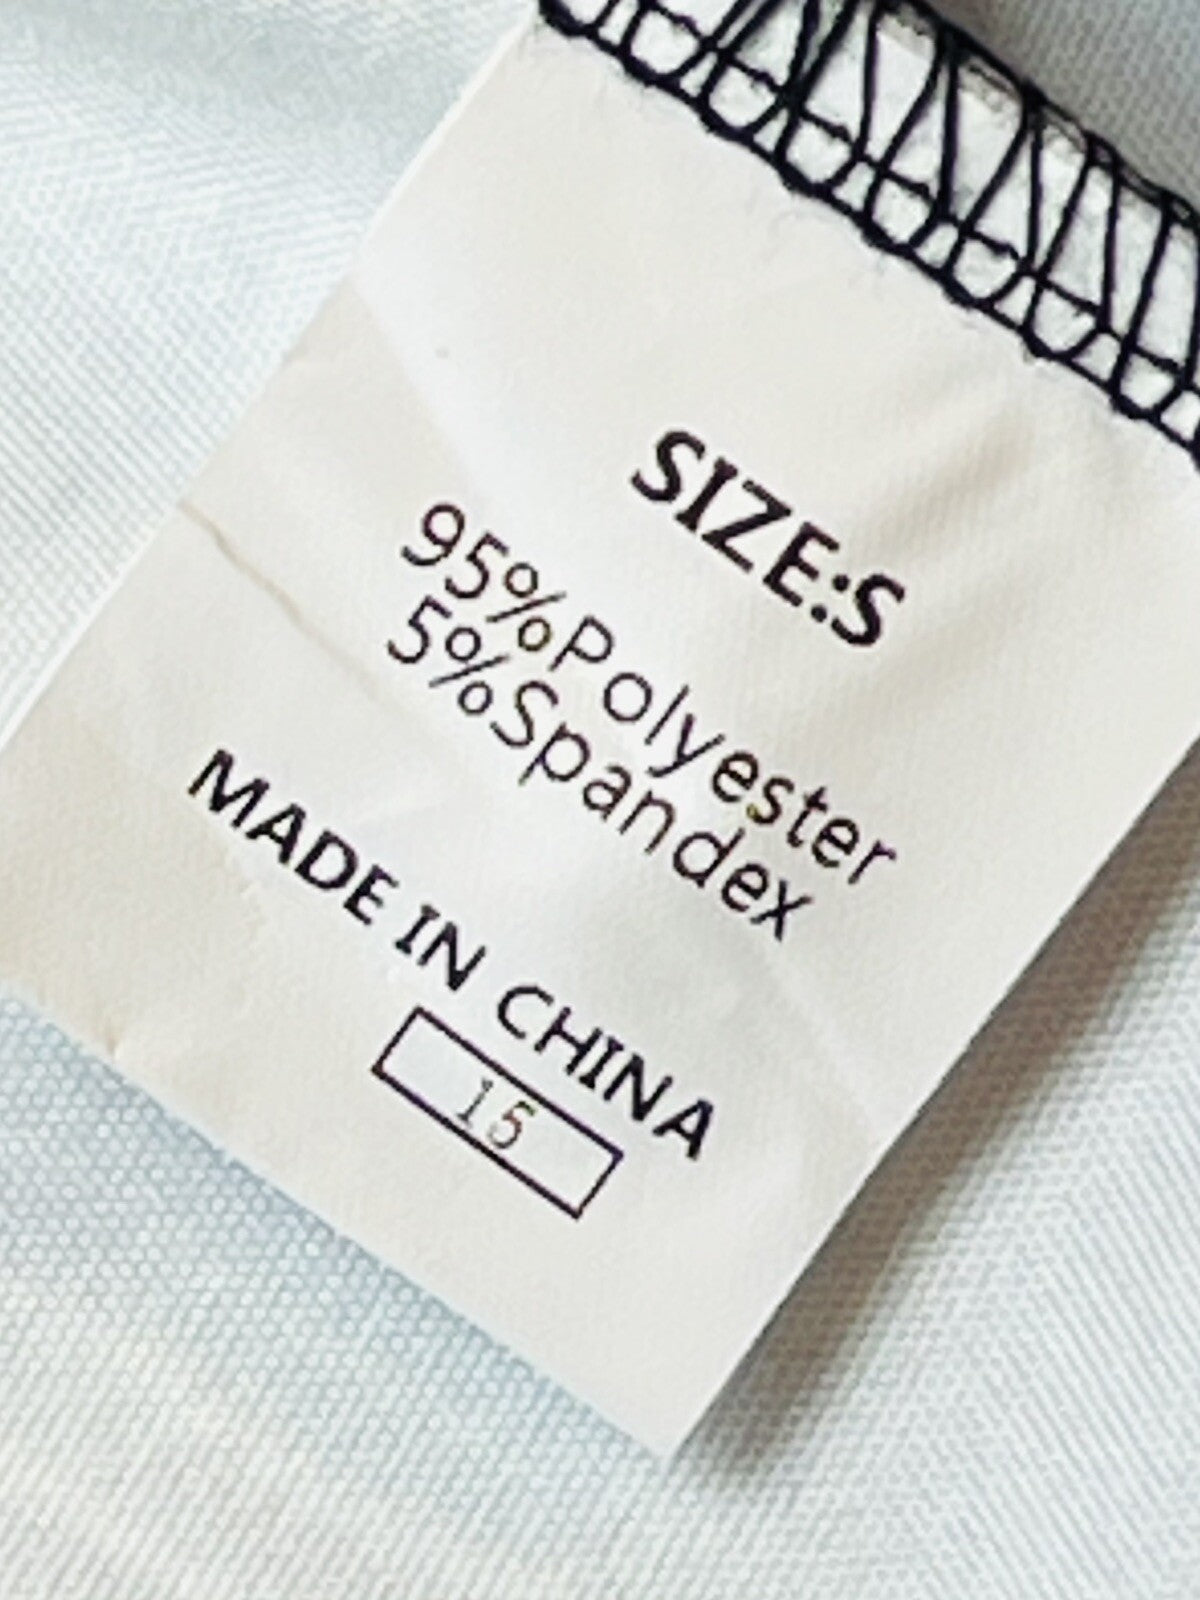 SIZE:S
95%Polyester
5%Spandex
MADE IN CHINA
15